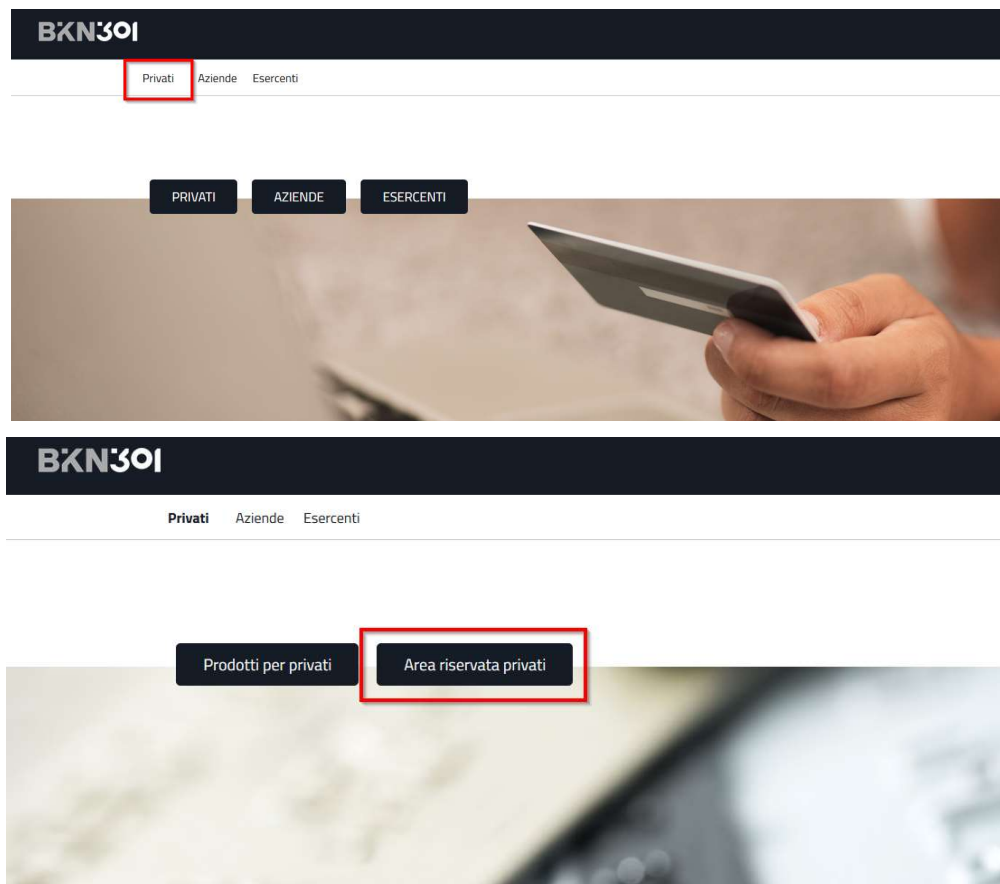 BKN301
Privati Aziende Esercenti
PRIVATI AZIENDE ESERCENTI
BKN301
Privati Aziende Esercenti
Prodotti per privati Area riservata privati